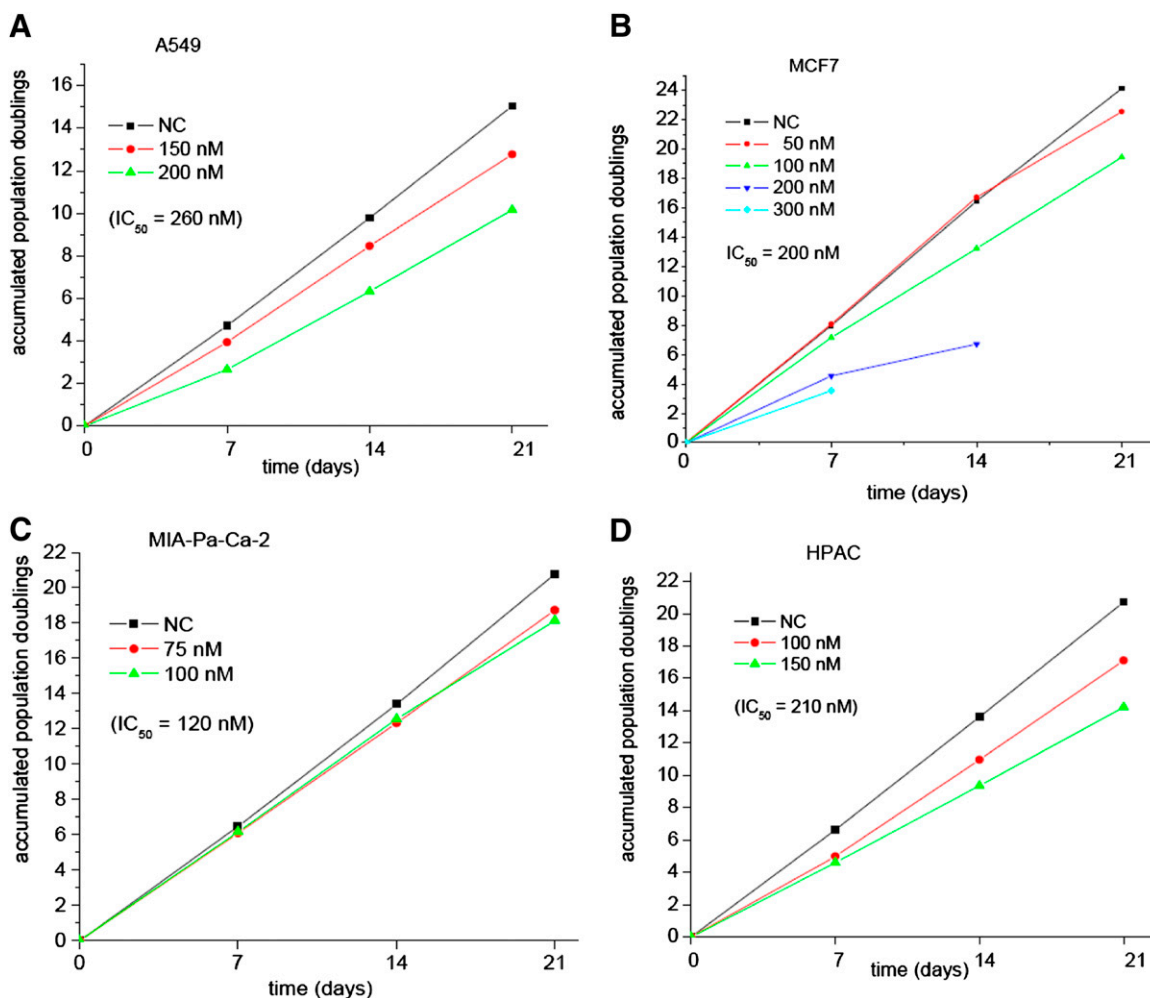 A
A549
accumulated population doublings
16
14
12
10
8
6
4
2
0
NC
150 nM
200 nM
(IC50 = 260 nM)
0 7 14 21
time (days)
B
MCF7
accumulated population doublings
24
22
20
18
16
14
12
10
8
6
4
2
0
NC
50 nM
100 nM
200 nM
300 nM
IC50 = 200 nM
0 7 14 21
time (days)
C
MIA-Pa-Ca-2
accumulated population doublings
22
20
18
16
14
12
10
8
6
4
2
0
NC
75 nM
100 nM
(IC50 = 120 nM)
0 7 14 21
time (days)
D
HPAC
accumulated population doublings
22
20
18
16
14
12
10
8
6
4
2
0
NC
100 nM
150 nM
(IC50 = 210 nM)
0 7 14 21
time (days)